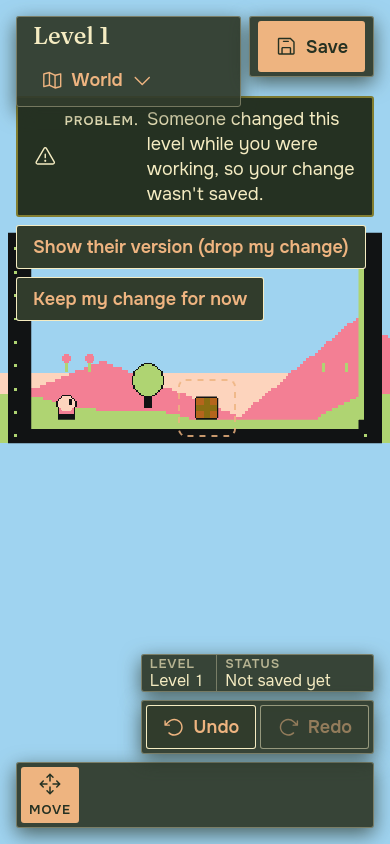 Level 1
World
Save
PROBLEM. Someone changed this
level while you were
working, so your change
wasn't saved.
Show their version (drop my change)
Keep my change for now
LEVEL
Level 1
STATUS
Not saved yet
Undo
Redo
MOVE